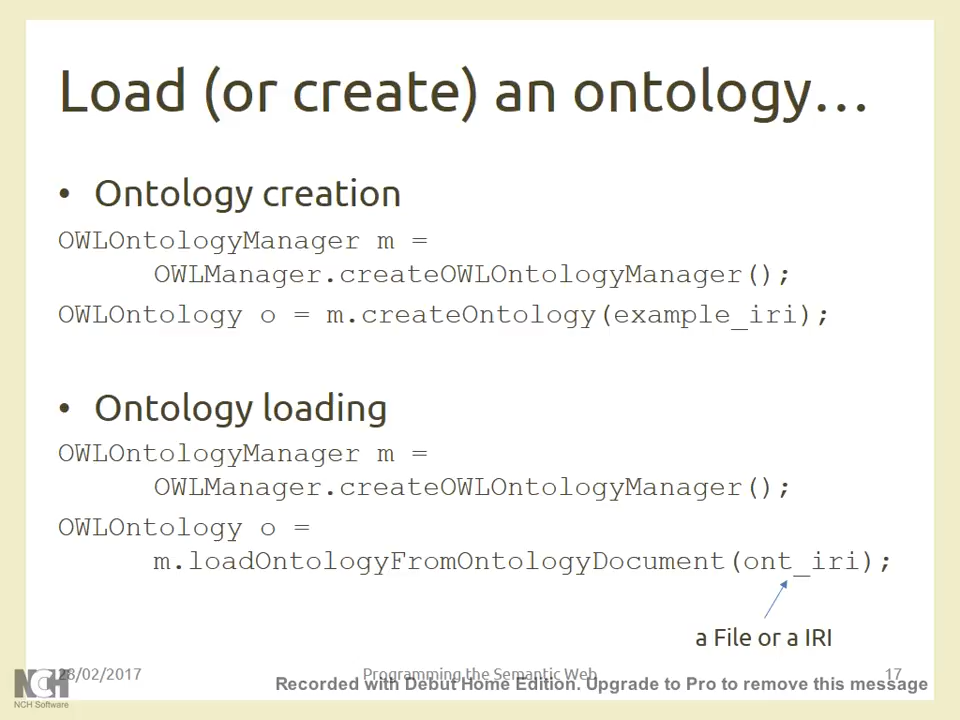 Load (or create) an ontology…
• Ontology creation
OWLOntologyManager m =
OWLManager.createOWLOntologyManager();
OWLOntology o = m.createOntology(example_iri);
• Ontology loading
OWLOntologyManager m =
OWLManager.createOWLOntologyManager();
OWLOntology o =
m.loadOntologyFromOntologyDocument(ont_iri);
a File or a IRI
28/02/2017 Programming the Semantic Web 17
Recorded with Debut Home Edition. Upgrade to Pro to remove this message
NCH
NCH Software